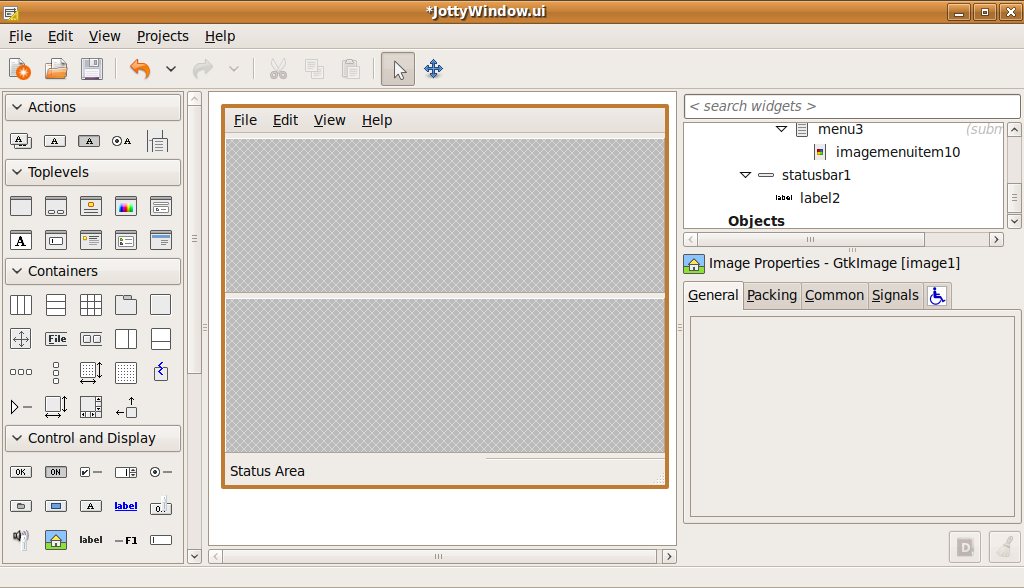 *JottyWindow.ui
File Edit View Projects Help
Actions
Toplevels
Containers
File
Control and Display
OK ON
label
label F1
File Edit View Help
Status Area
< search widgets >
menu3 (subm
imagemenuitem10
statusbar1
label label2
Objects
Image Properties - GtkImage [image1]
General Packing Common Signals